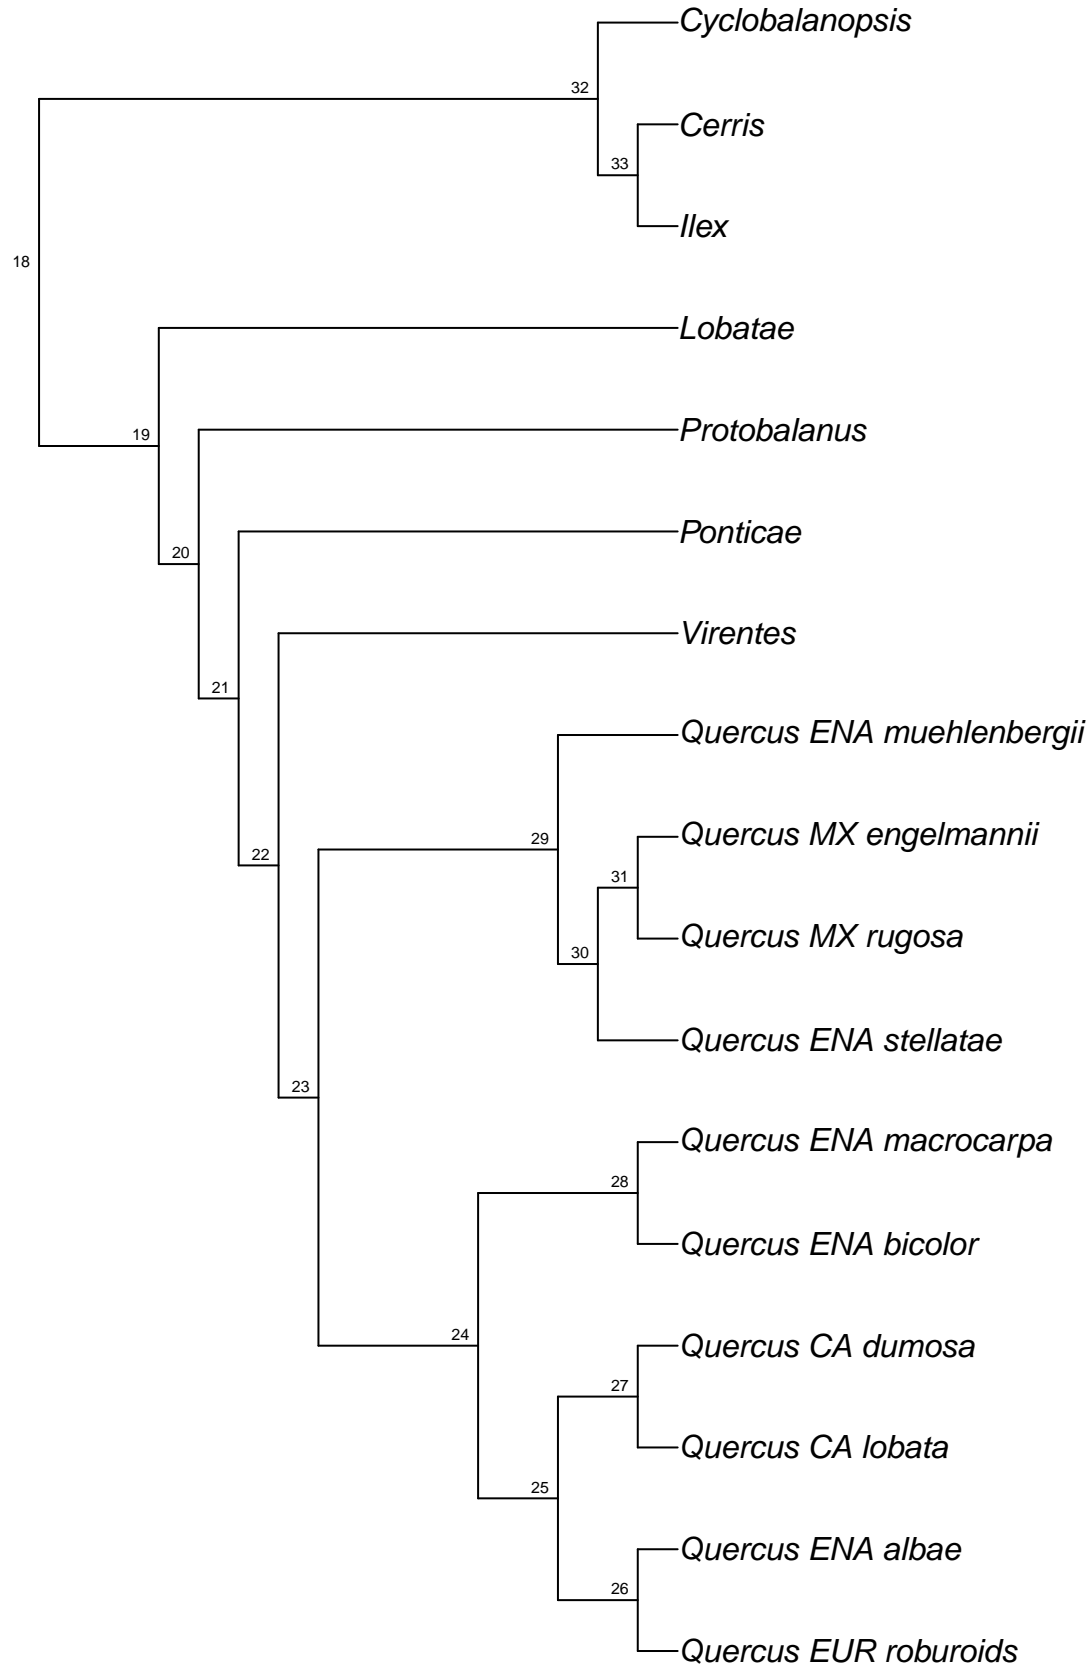 Cyclobalanopsis
32
Cerris
33
Ilex
18
Lobatae
Protobalanus
19
Ponticae
20
Virentes
21
Quercus ENA muehlenbergii
Quercus MX engelmannii
29
22
31
Quercus MX rugosa
30
Quercus ENA stellatae
23
Quercus ENA macrocarpa
28
Quercus ENA bicolor
24
Quercus CA dumosa
27
Quercus CA lobata
25
Quercus ENA albae
26
Quercus EUR roburoids